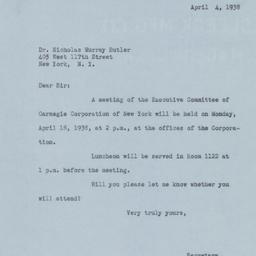 April 4, 1938
Dr. Nicholas Murray Butler
405 West 117th Street
New York, N. Y.
Dear Sir:
A meeting of the Executive Committee of
Carnegie Corporation of New York will be held on Monday,
April 18, 1938, at 2 p.m., at the offices of the Corpora-
tion.
Luncheon will be served in Room 1122 at
1 p.m. before the meeting.
Will you please let me know whether you
will attend?
Very truly yours,